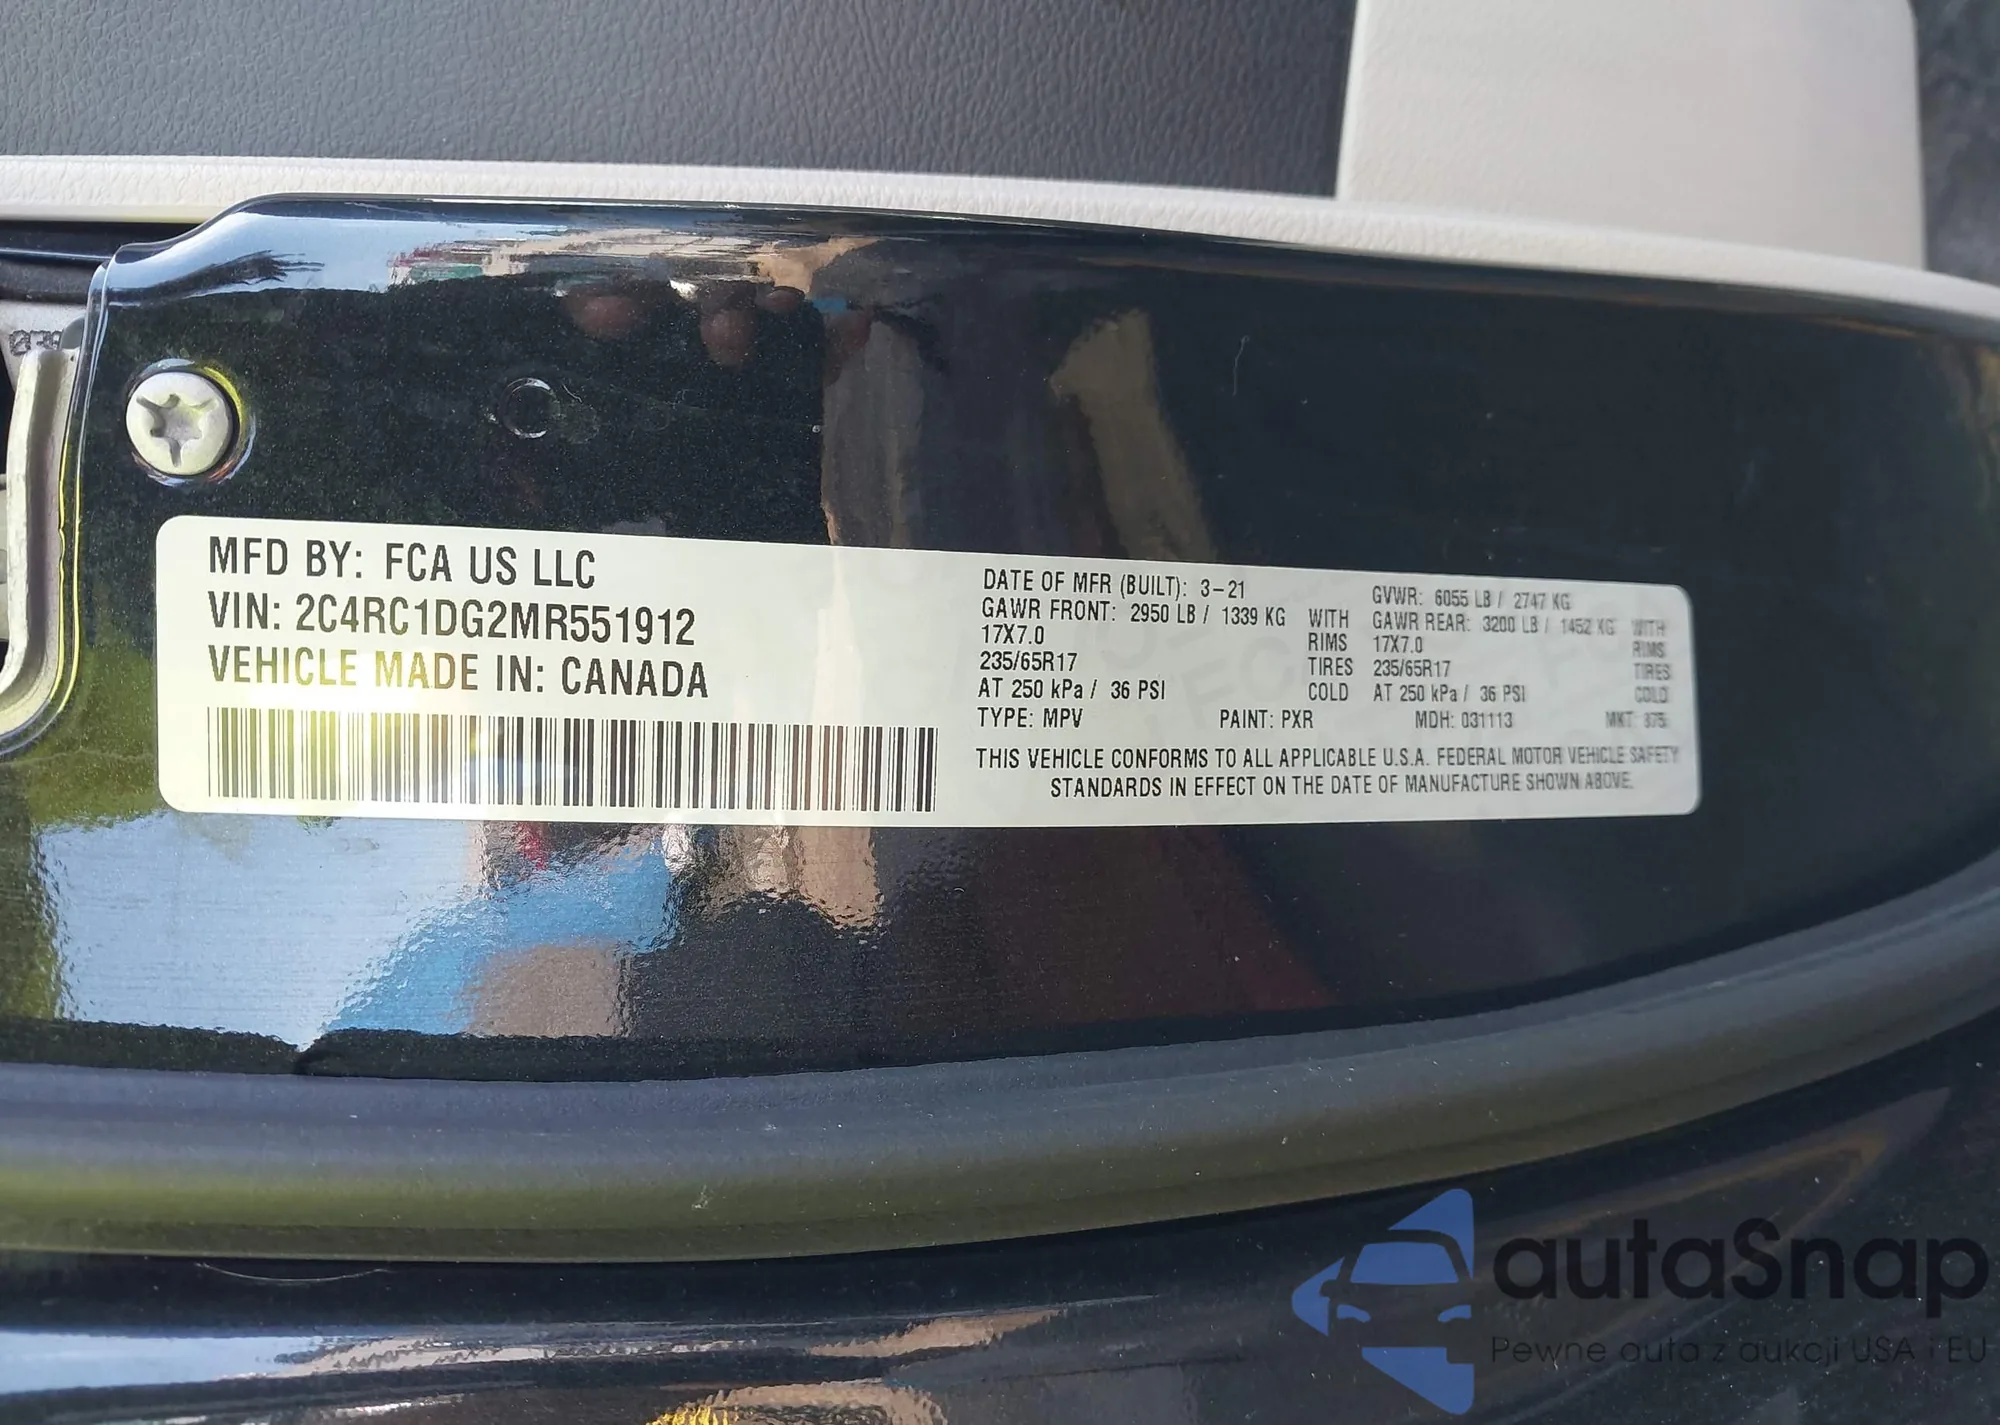 MFD BY: FCA US LLC
VIN: 2C4RC1DG2MR551912
VEHICLE MADE IN: CANADA
DATE OF MFR (BUILT): 3-21 GVWR: 6055 LB / 2747 KG
GAWR FRONT: 2950 LB / 1339 KG WITH GAWR REAR: 3200 LB / 1452 KG WITH
17X7.0 RIMS 17X7.0 RIMS
235/65R17 TIRES 235/65R17 TIRES
AT 250 kPa / 36 PSI COLD AT 250 kPa / 36 PSI COLD
TYPE: MPV PAINT: PXR MDH: 031113 MKT:
THIS VEHICLE CONFORMS TO ALL APPLICABLE U.S.A. FEDERAL MOTOR VEHICLE SAFETY
STANDARDS IN EFFECT ON THE DATE OF MANUFACTURE SHOWN ABOVE.
autaSnap
Pewne auta z aukcji USA i EU